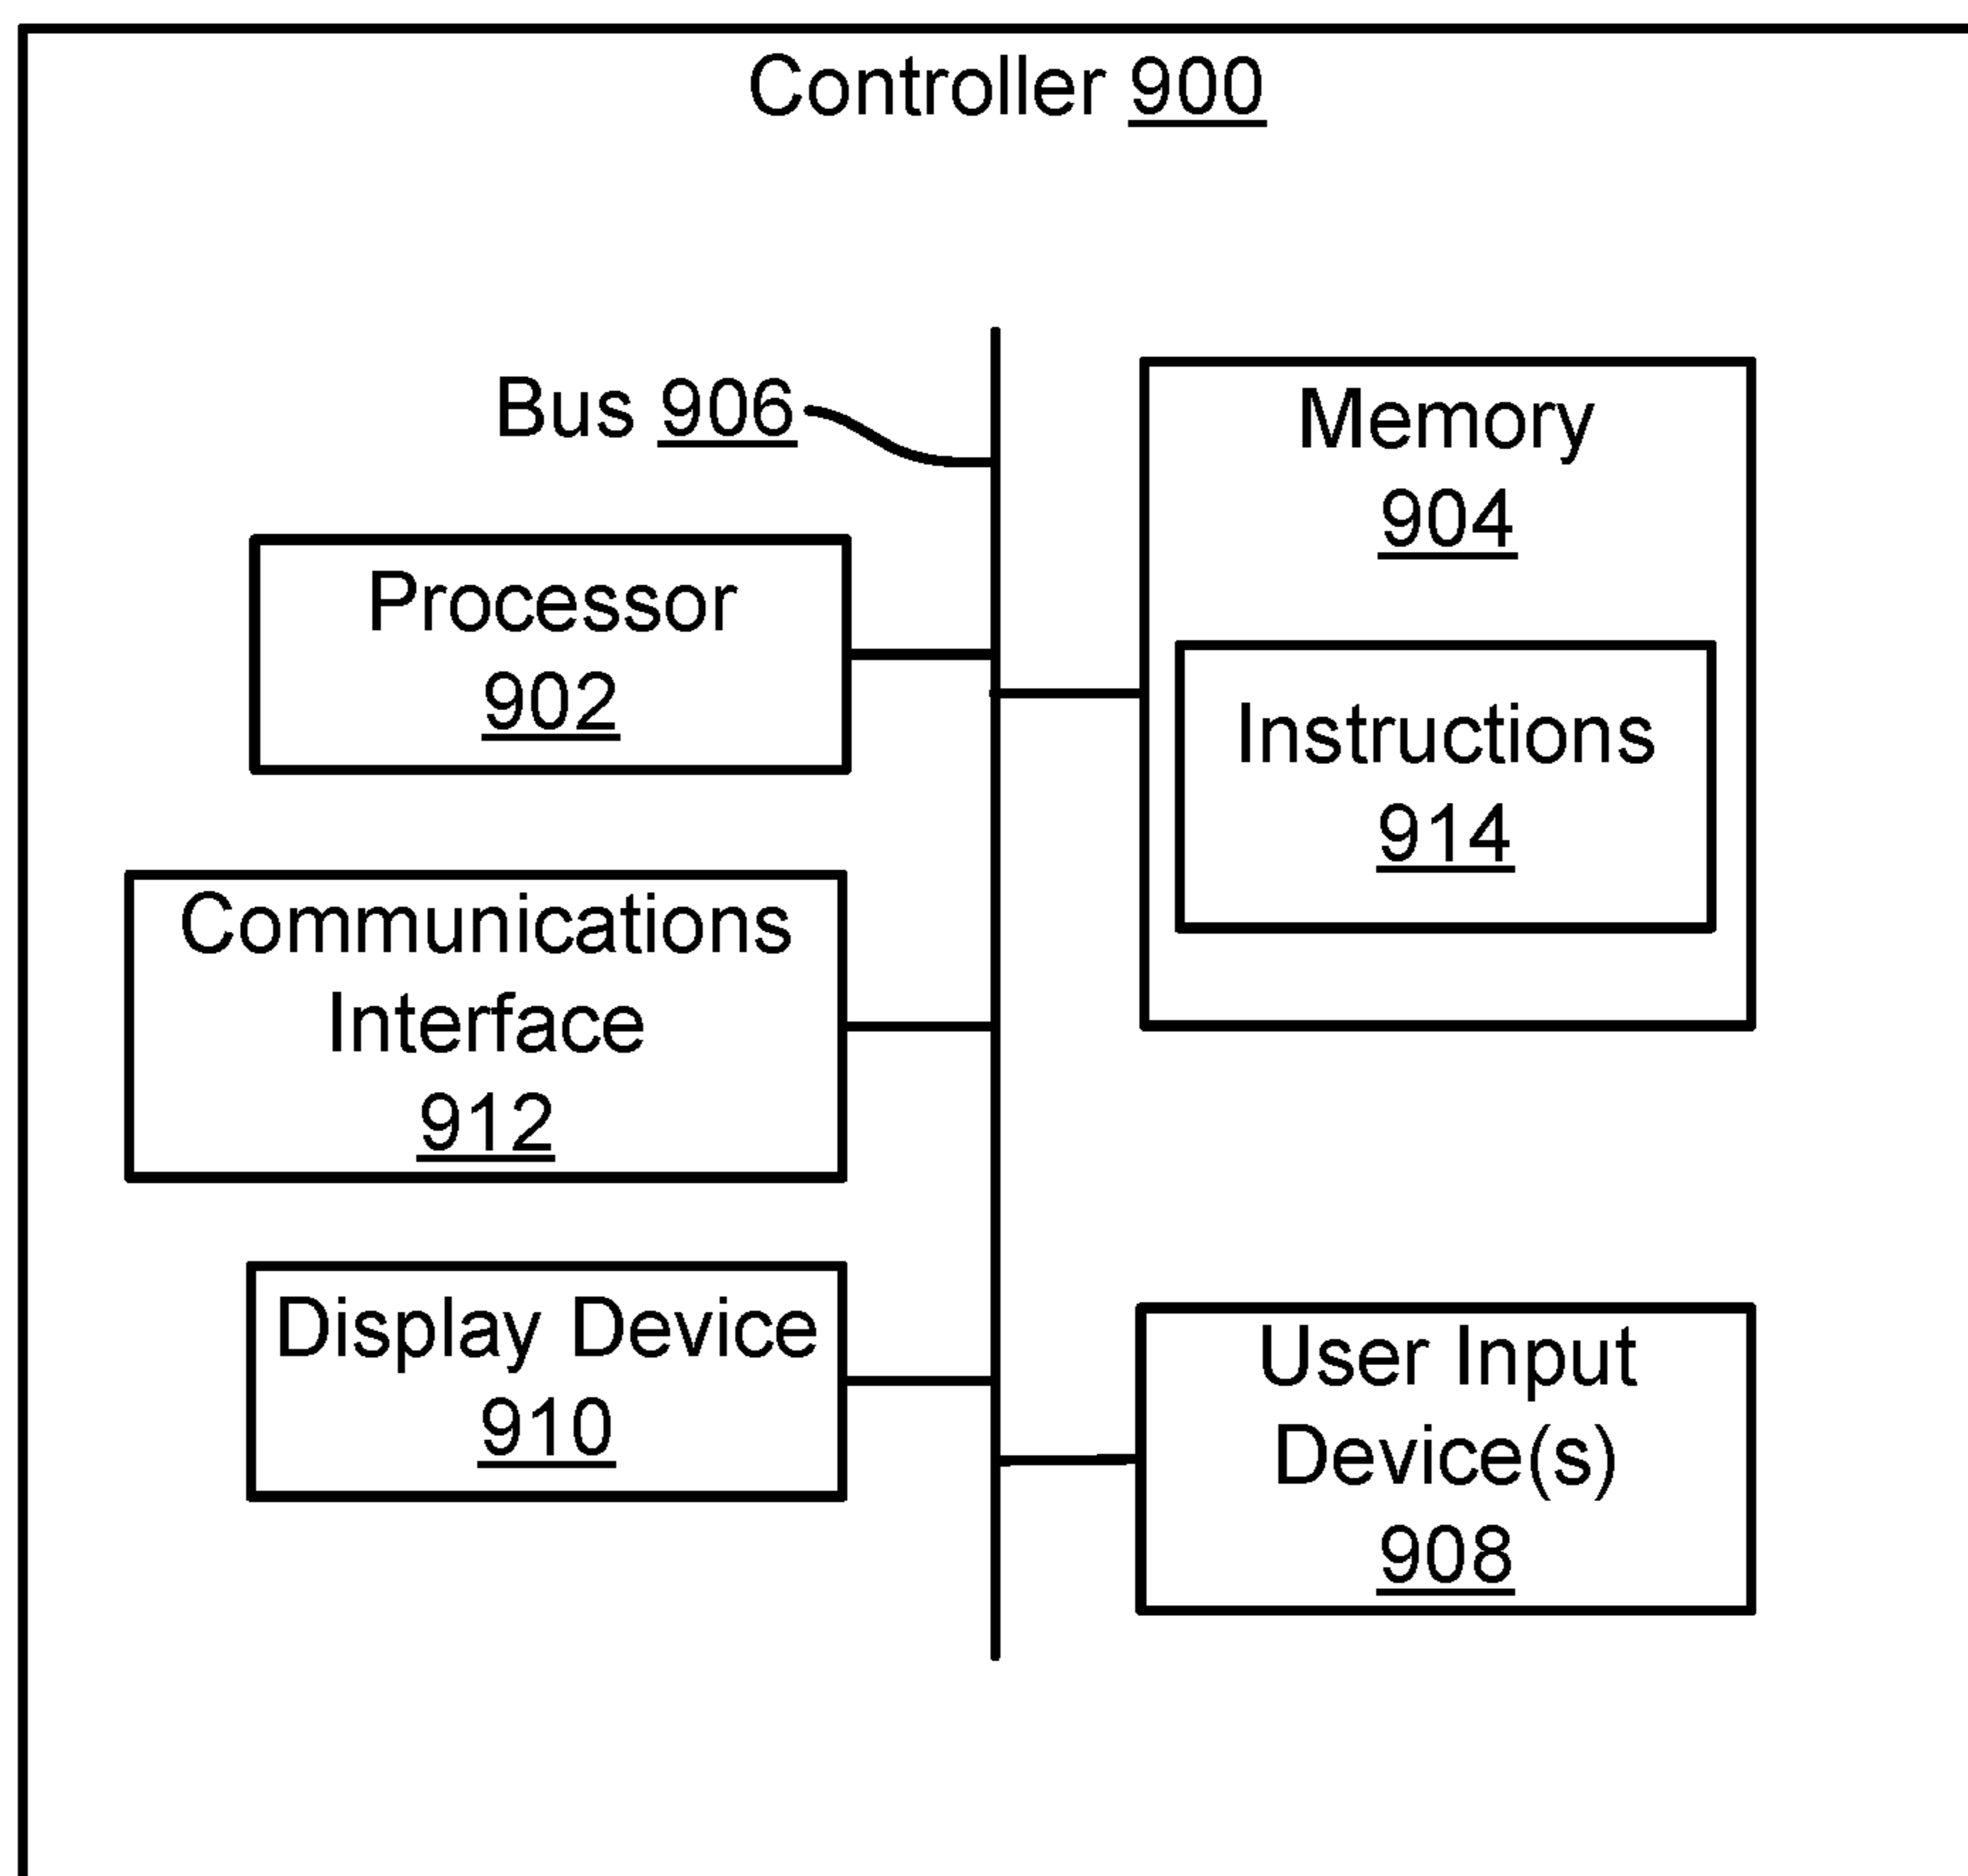 Controller 900
Bus 906
Memory
904
Processor
902
Instructions
914
Communications
Interface
912
Display Device
910
User Input
Device(s)
908